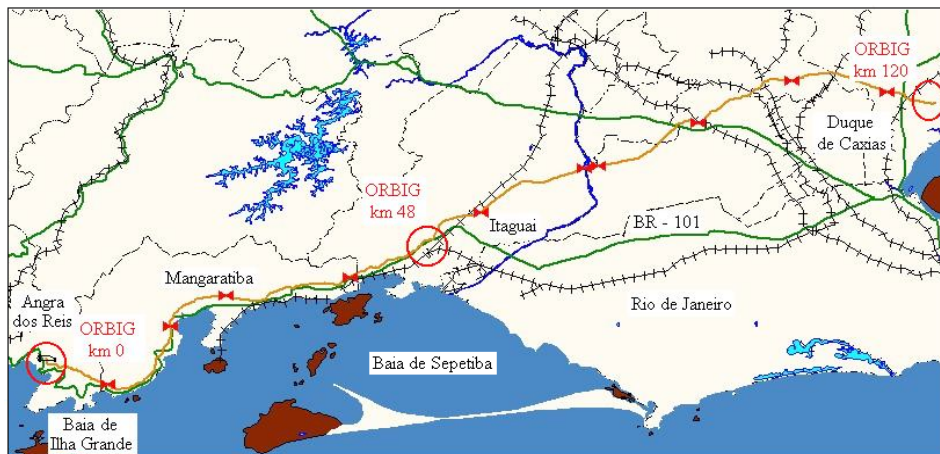 ORBIG
km 120
Duque
de Caxias
ORBIG
km 48
Itaguai
BR - 101
Mangaratiba
Angra
dos Reis
ORBIG
km 0
Rio de Janeiro
Baia de Sepetiba
Baia de
Ilha Grande